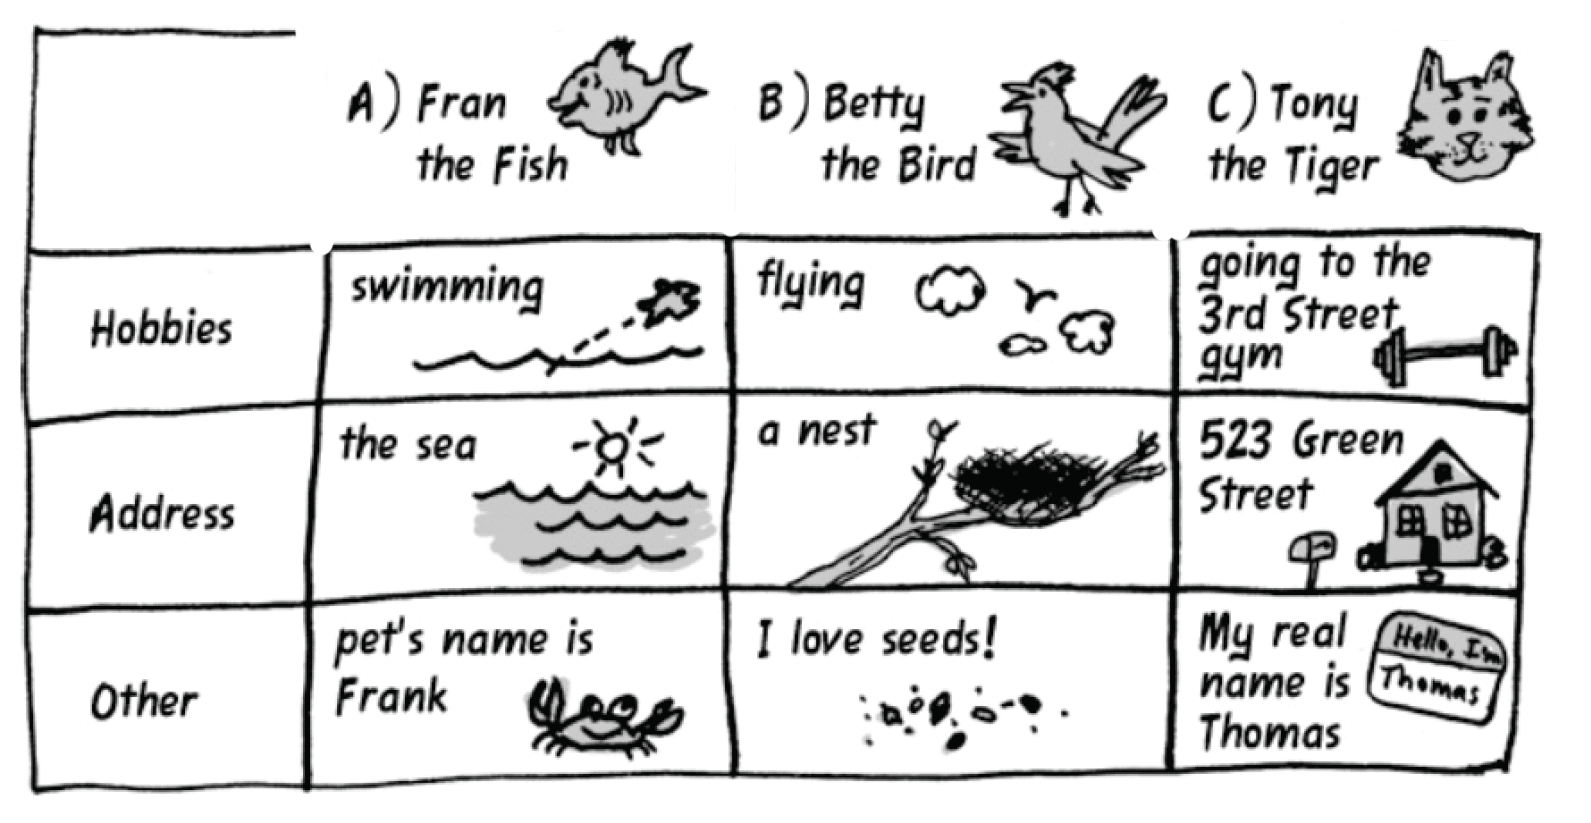 A) Fran
the Fish
B) Betty
the Bird
C) Tony
the Tiger
Hobbies
swimming
flying
going to the
3rd Street
gym
Address
the sea
a nest
523 Green
Street
Other
pet's name is
Frank
I love seeds!
My real
name is
Thomas
Hello, I'm
Thomas